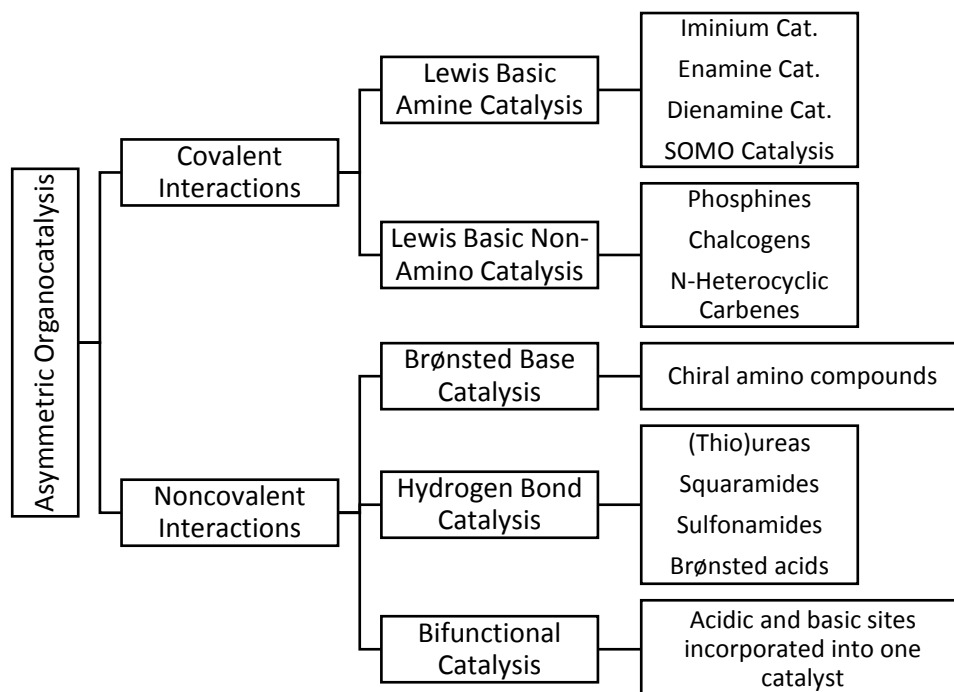 Asymmetric Organocatalysis
Covalent
Interactions
Lewis Basic
Amine Catalysis
Iminium Cat.
Enamine Cat.
Dienamine Cat.
SOMO Catalysis
Lewis Basic Non-
Amino Catalysis
Phosphines
Chalcogens
N-Heterocyclic
Carbenes
Noncovalent
Interactions
Brønsted Base
Catalysis
Chiral amino compounds
Hydrogen Bond
Catalysis
(Thio)ureas
Squaramides
Sulfonamides
Brønsted acids
Bifunctional
Catalysis
Acidic and basic sites
incorporated into one
catalyst